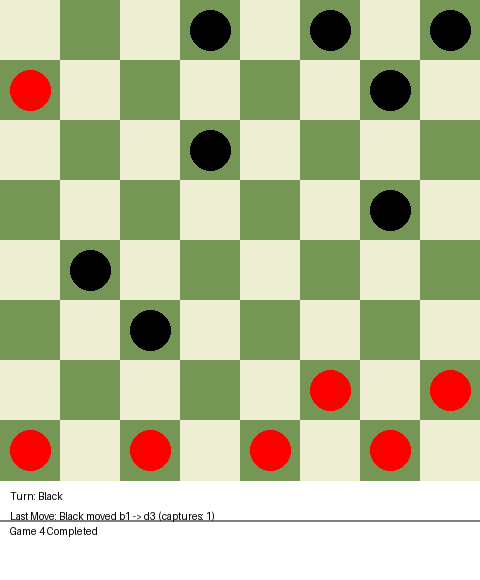 Turn: Black
Last Move: Black moved b1 -> d3 (captures: 1)
Game 4 Completed